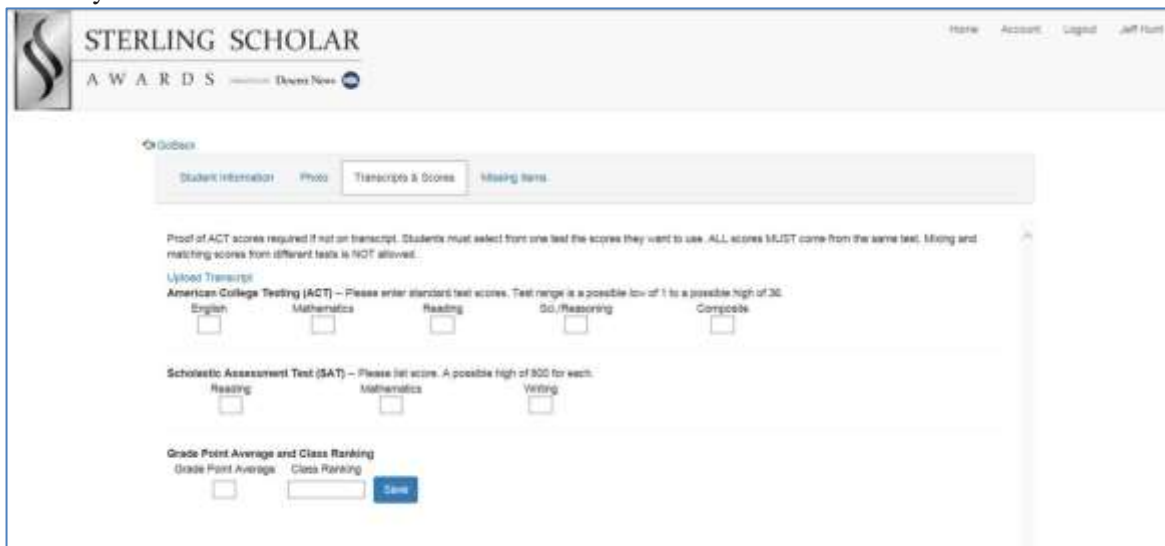 STERLING SCHOLAR
Home Account Logout Jeff Hunt
AWARDS Deseret News
GoBack
Student Information Photo Transcripts & Scores Missing Items
Proof of ACT scores required if not on transcript. Students must select from one test the scores they want to use. ALL scores MUST come from the same test. Mixing and
matching scores from different tests is NOT allowed.
Upload Transcript
American College Testing (ACT) – Please enter standard test scores. Test range is a possible low of 1 to a possible high of 36.
English Mathematics Reading Sci./Reasoning Composite
Scholastic Assessment Test (SAT) – Please list score. A possible high of 800 for each.
Reading Mathematics Writing
Grade Point Average and Class Ranking
Grade Point Average Class Ranking
Save